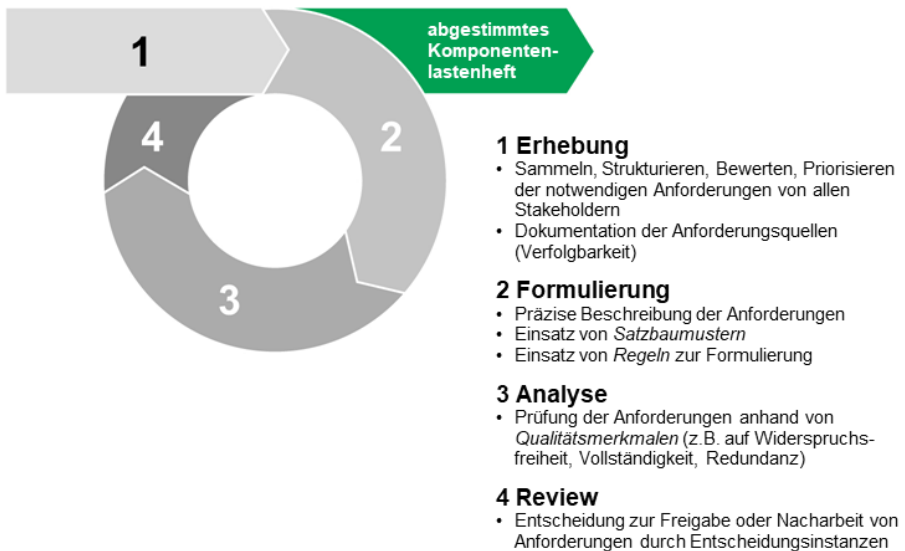 1
abgestimmtes
Komponenten-
lastenheft
2
3
4
1 Erhebung
• Sammeln, Strukturieren, Bewerten, Priorisieren
der notwendigen Anforderungen von allen
Stakeholdern
• Dokumentation der Anforderungsquellen
(Verfolgbarkeit)
2 Formulierung
• Präzise Beschreibung der Anforderungen
• Einsatz von Satzbaumustern
• Einsatz von Regeln zur Formulierung
3 Analyse
• Prüfung der Anforderungen anhand von
Qualitätsmerkmalen (z.B. auf Widerspruchs-
freiheit, Vollständigkeit, Redundanz)
4 Review
• Entscheidung zur Freigabe oder Nacharbeit von
Anforderungen durch Entscheidungsinstanzen